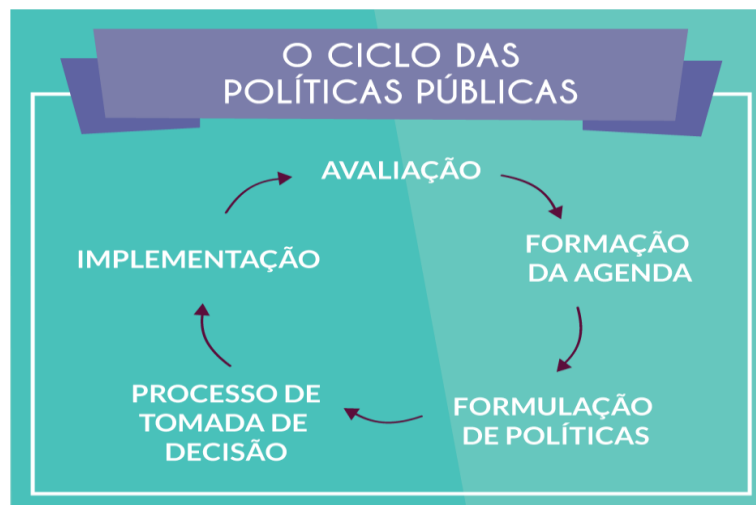 O CICLO DAS
POLÍTICAS PÚBLICAS
AVALIAÇÃO
FORMAÇÃO
DA AGENDA
FORMULAÇÃO
DE POLÍTICAS
PROCESSO DE
TOMADA DE
DECISÃO
IMPLEMENTAÇÃO